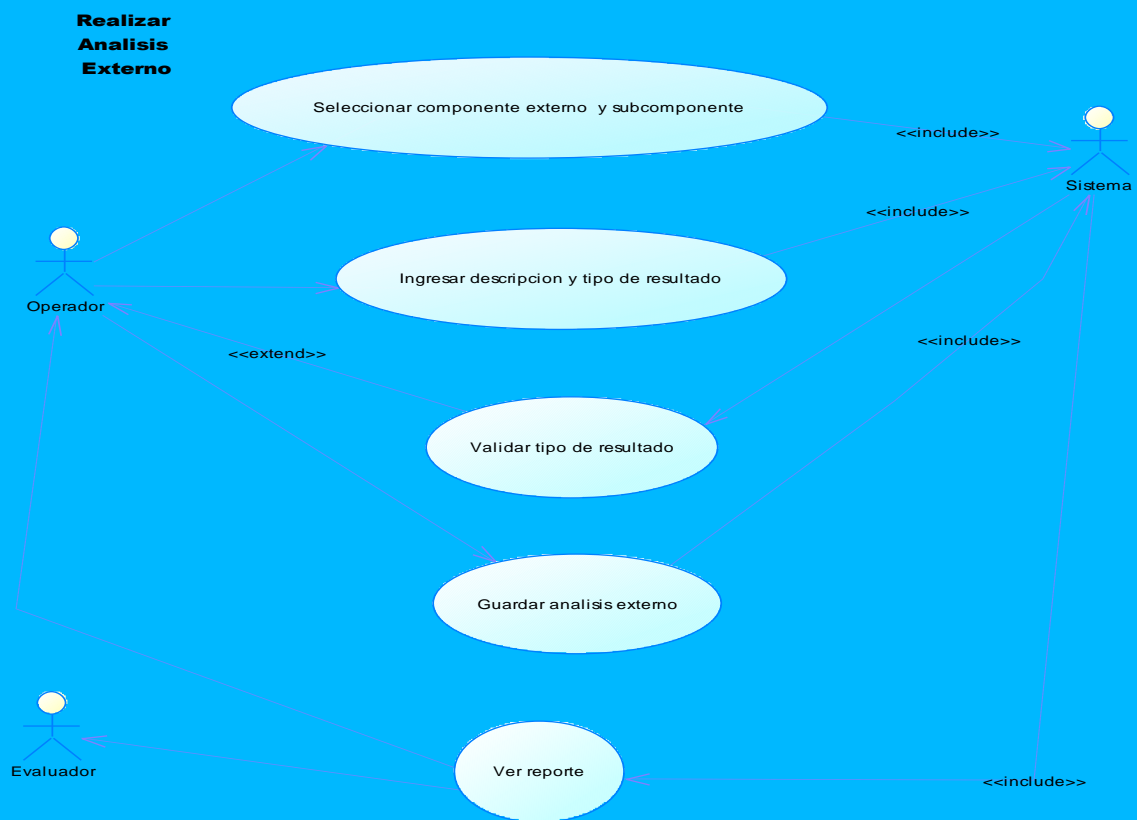 Realizar
Analisis
Externo
Seleccionar componente externo y subcomponente
<<include>>
Sistema
<<include>>
Ingresar descripcion y tipo de resultado
Operador
<<include>>
<<extend>>
Validar tipo de resultado
Guardar analisis externo
Evaluador
Ver reporte
<<include>>